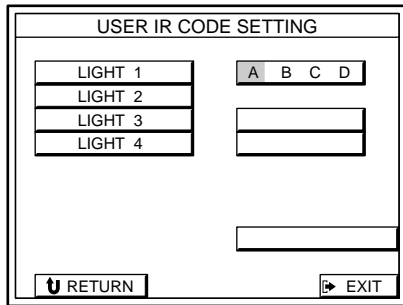 USER IR CODE SETTING
LIGHT 1
A B C D
LIGHT 2
LIGHT 3
LIGHT 4
RETURN
EXIT